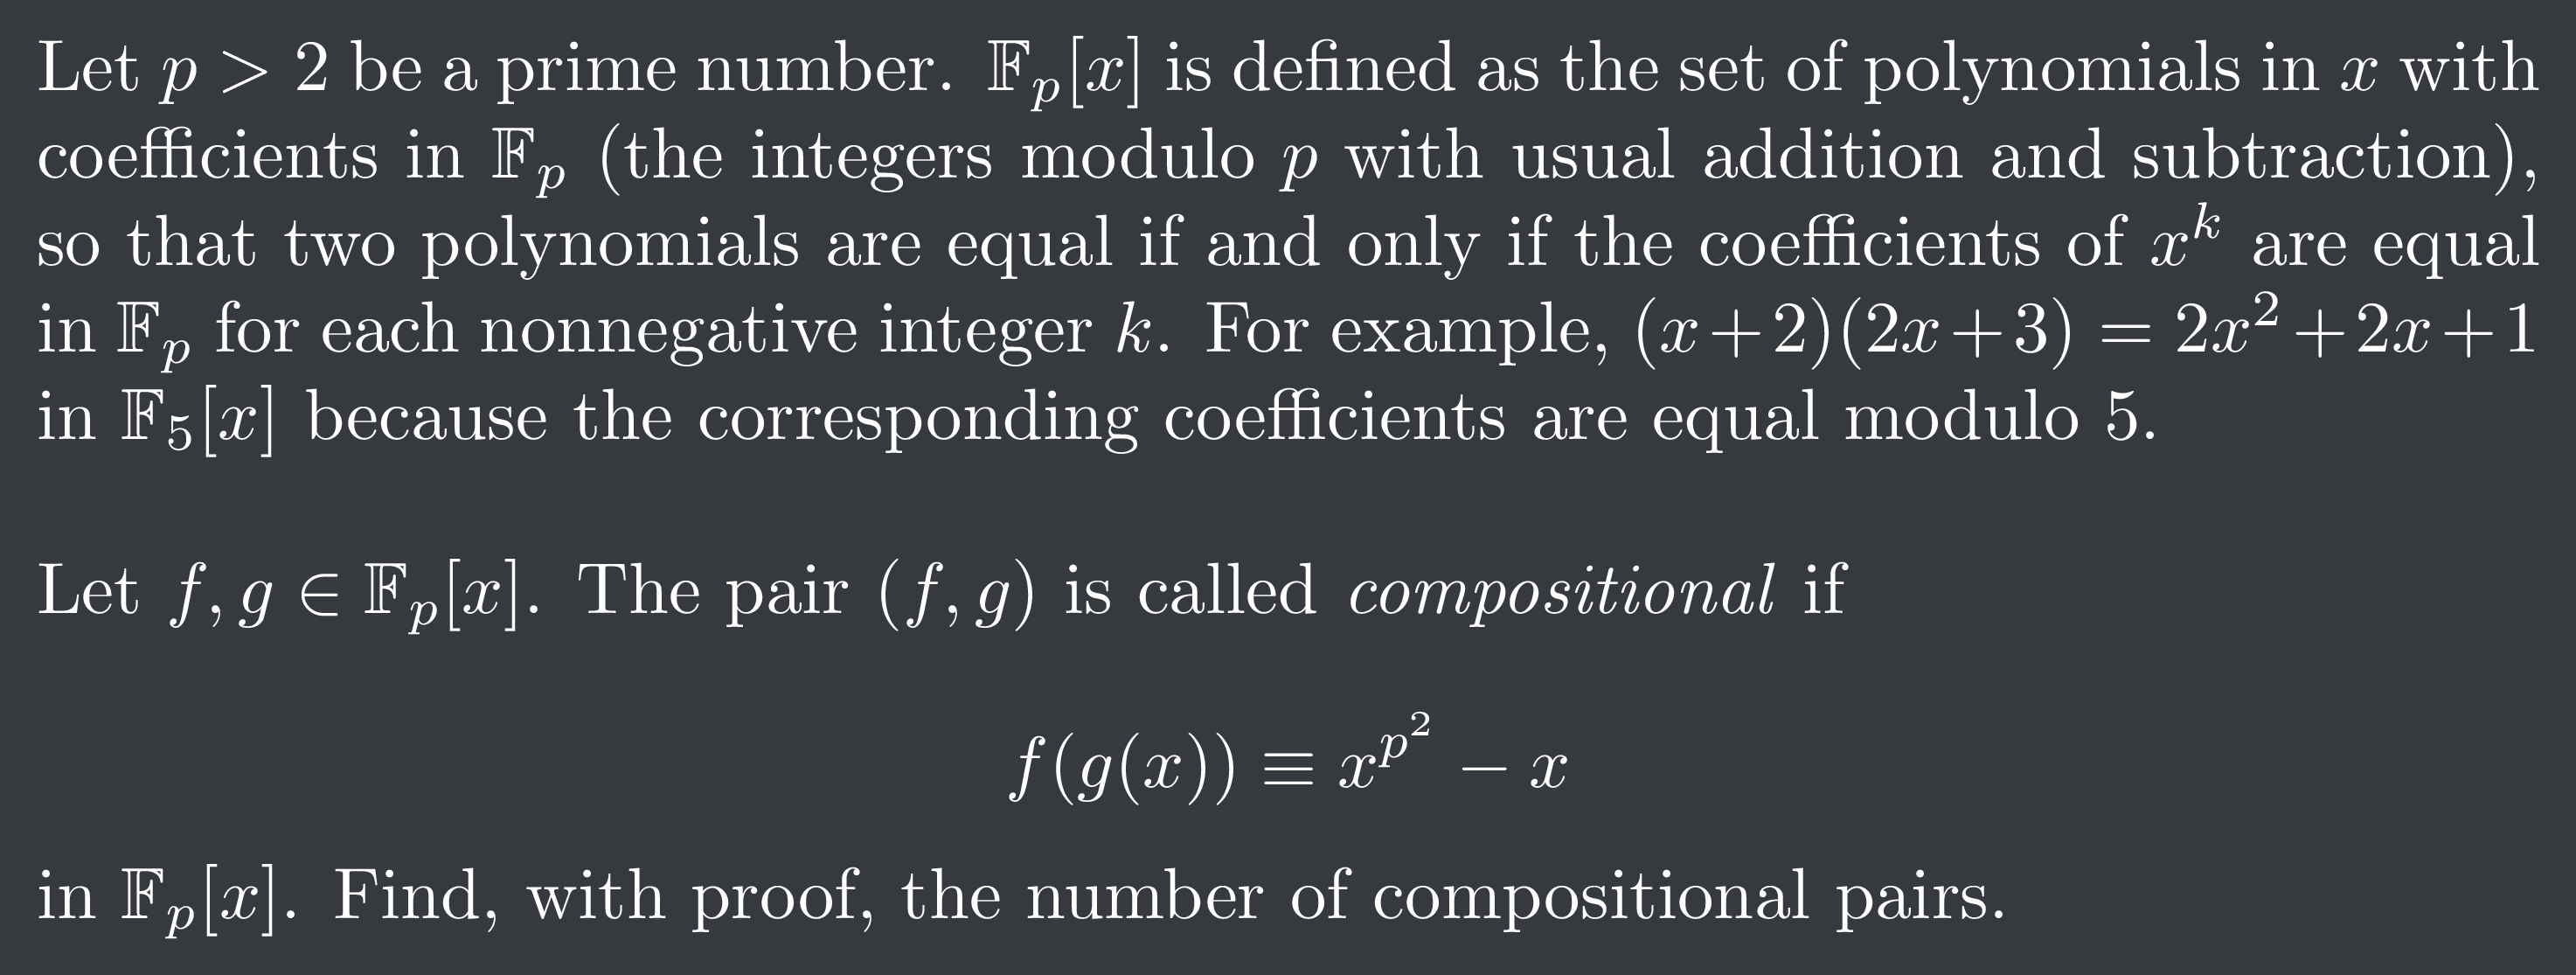 Let $p > 2$ be a prime number. $\mathbb{F}_p[x]$ is defined as the set of polynomials in $x$ with
coefficients in $\mathbb{F}_p$ (the integers modulo $p$ with usual addition and subtraction),
so that two polynomials are equal if and only if the coefficients of $x^k$ are equal
in $\mathbb{F}_p$ for each nonnegative integer $k$. For example, $(x+2)(2x+3) = 2x^2+2x+1$
in $\mathbb{F}_5[x]$ because the corresponding coefficients are equal modulo 5.
Let $f, g \in \mathbb{F}_p[x]$. The pair $(f, g)$ is called compositional if
$f(g(x)) \equiv x^{p^2} - x$
in $\mathbb{F}_p[x]$. Find, with proof, the number of compositional pairs.